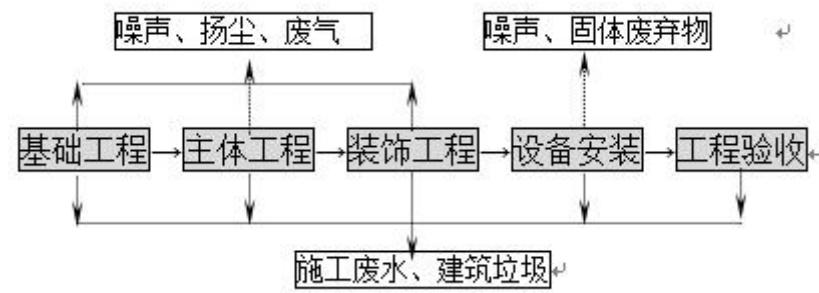 噪声、扬尘、废气
噪声、固体废弃物
基础工程
主体工程
装饰工程
设备安装
工程验收
施工废水、建筑垃圾